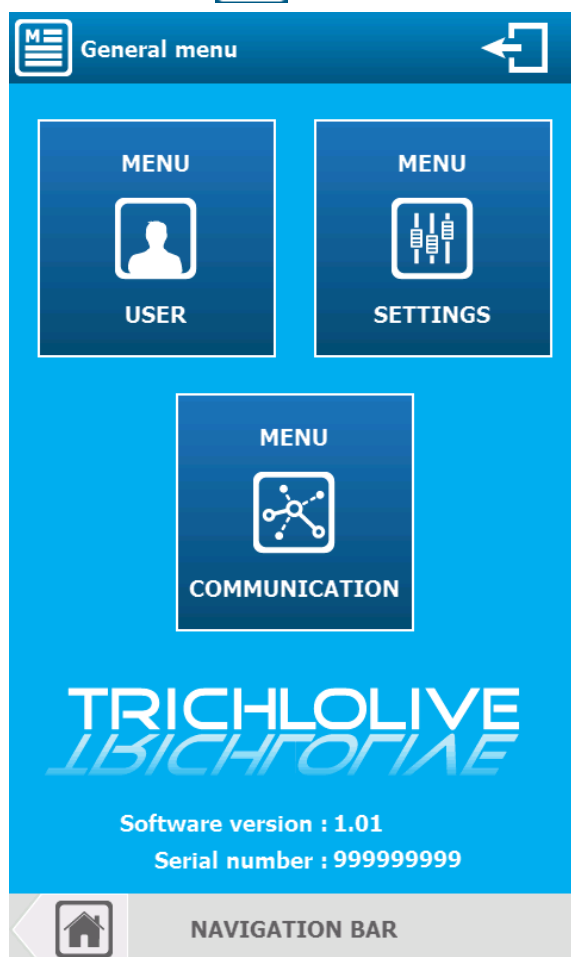 M
General menu
MENU
USER
MENU
SETTINGS
MENU
COMMUNICATION
TRICHLOLIVE
Software version : 1.01
Serial number : 999999999
NAVIGATION BAR